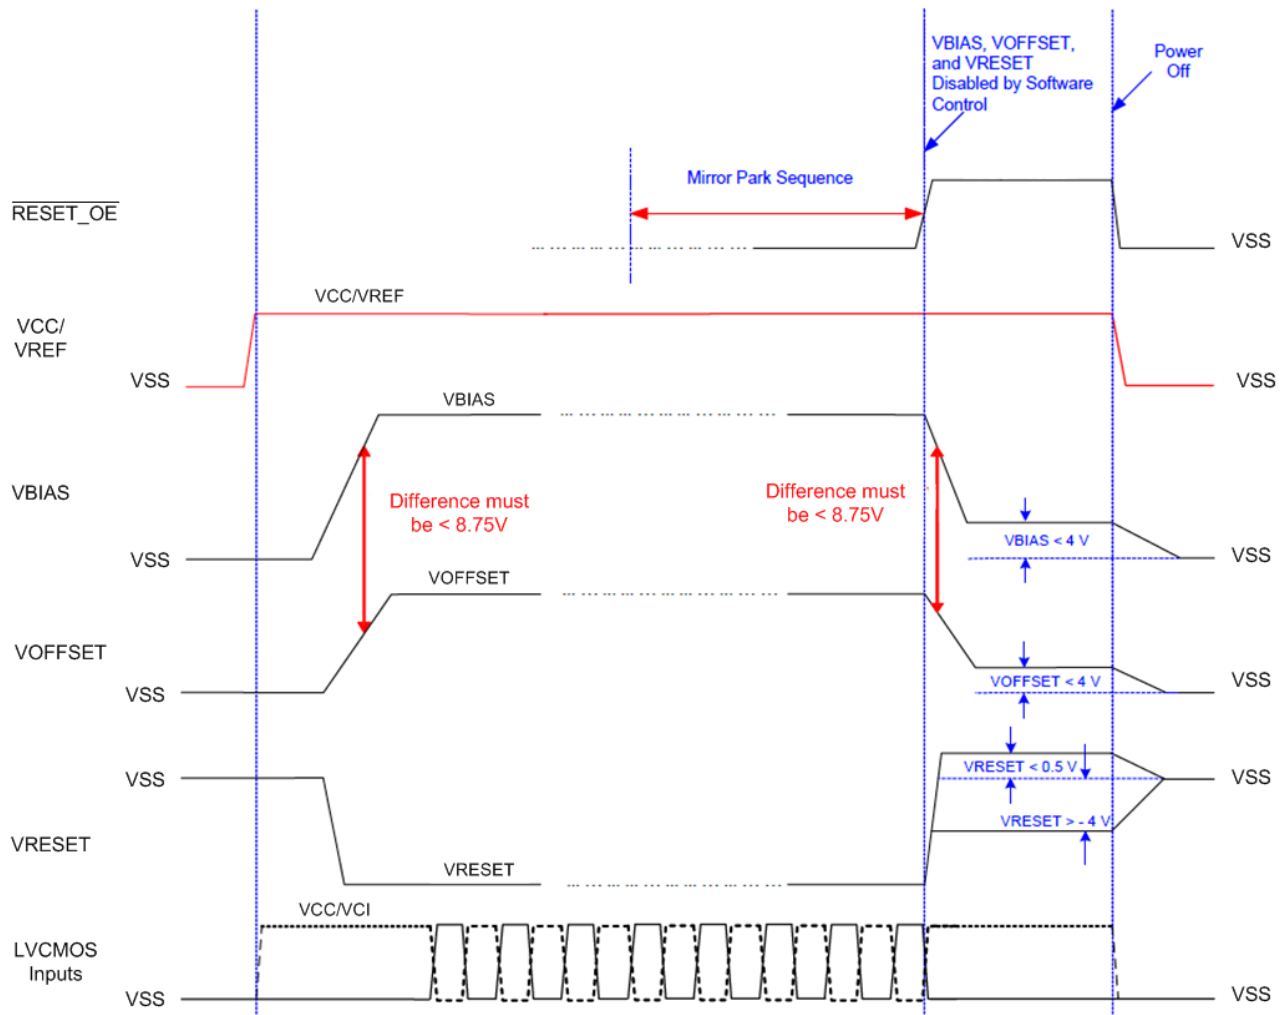 VBIAS, VOFFSET,
and VRESET
Disabled by Software
Control
Power
Off
Mirror Park Sequence
RESET_OE
VSS
VCC/VREF
VCC/
VREF
VSS
VSS
VBIAS
VBIAS
Difference must
be < 8.75V
Difference must
be < 8.75V
VBIAS < 4 V
VSS
VSS
VOFFSET
VOFFSET
VOFFSET < 4 V
VSS
VSS
VSS
VRESET < 0.5 V
VSS
VRESET > - 4 V
VRESET
VRESET
VCC/VCI
LVCMOS
Inputs
VSS
VSS